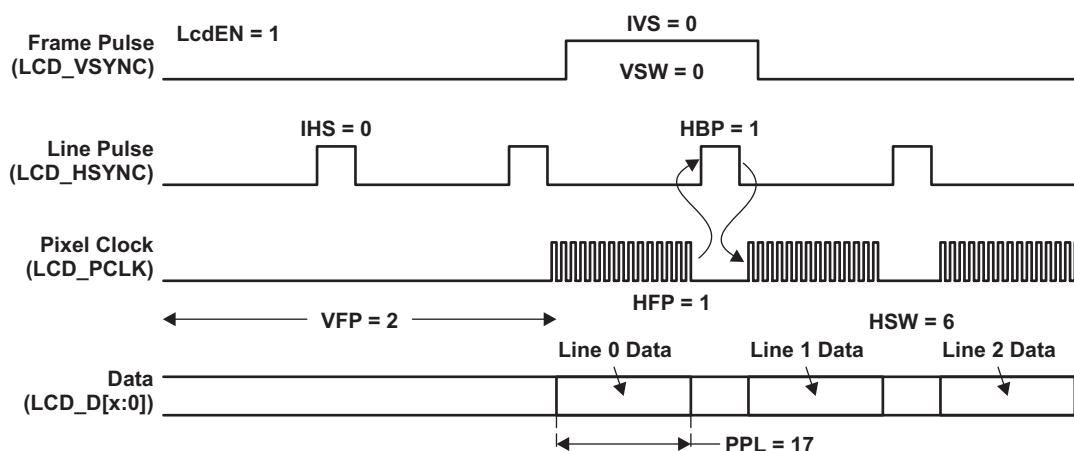 LcdEN = 1
IVS = 0
Frame Pulse
(LCD_VSYNC)
VSW = 0
IHS = 0
HBP = 1
Line Pulse
(LCD_HSYNC)
Pixel Clock
(LCD_PCLK)
HFP = 1
VFP = 2
HSW = 6
Line 0 Data
Line 1 Data
Line 2 Data
Data
(LCD_D[x:0])
PPL = 17